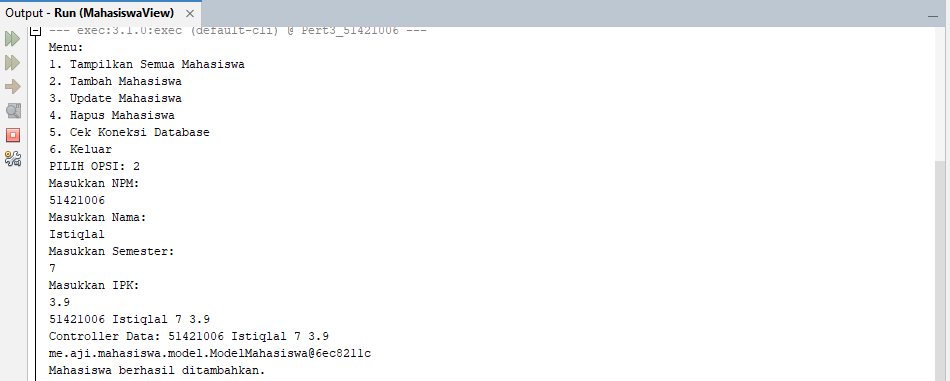 Output - Run (MahasiswaView) ×
--- exec:3.1.0:exec (default-cli) @ Pert3_51421006 ---
Menu:
1. Tampilkan Semua Mahasiswa
2. Tambah Mahasiswa
3. Update Mahasiswa
4. Hapus Mahasiswa
5. Cek Koneksi Database
6. Keluar
PILIH OPSI: 2
Masukkan NPM:
51421006
Masukkan Nama:
Istiqlal
Masukkan Semester:
7
Masukkan IPK:
3.9
51421006 Istiqlal 7 3.9
Controller Data: 51421006 Istiqlal 7 3.9
me.aji.mahasiswa.model.ModelMahasiswa@6ec8211c
Mahasiswa berhasil ditambahkan.